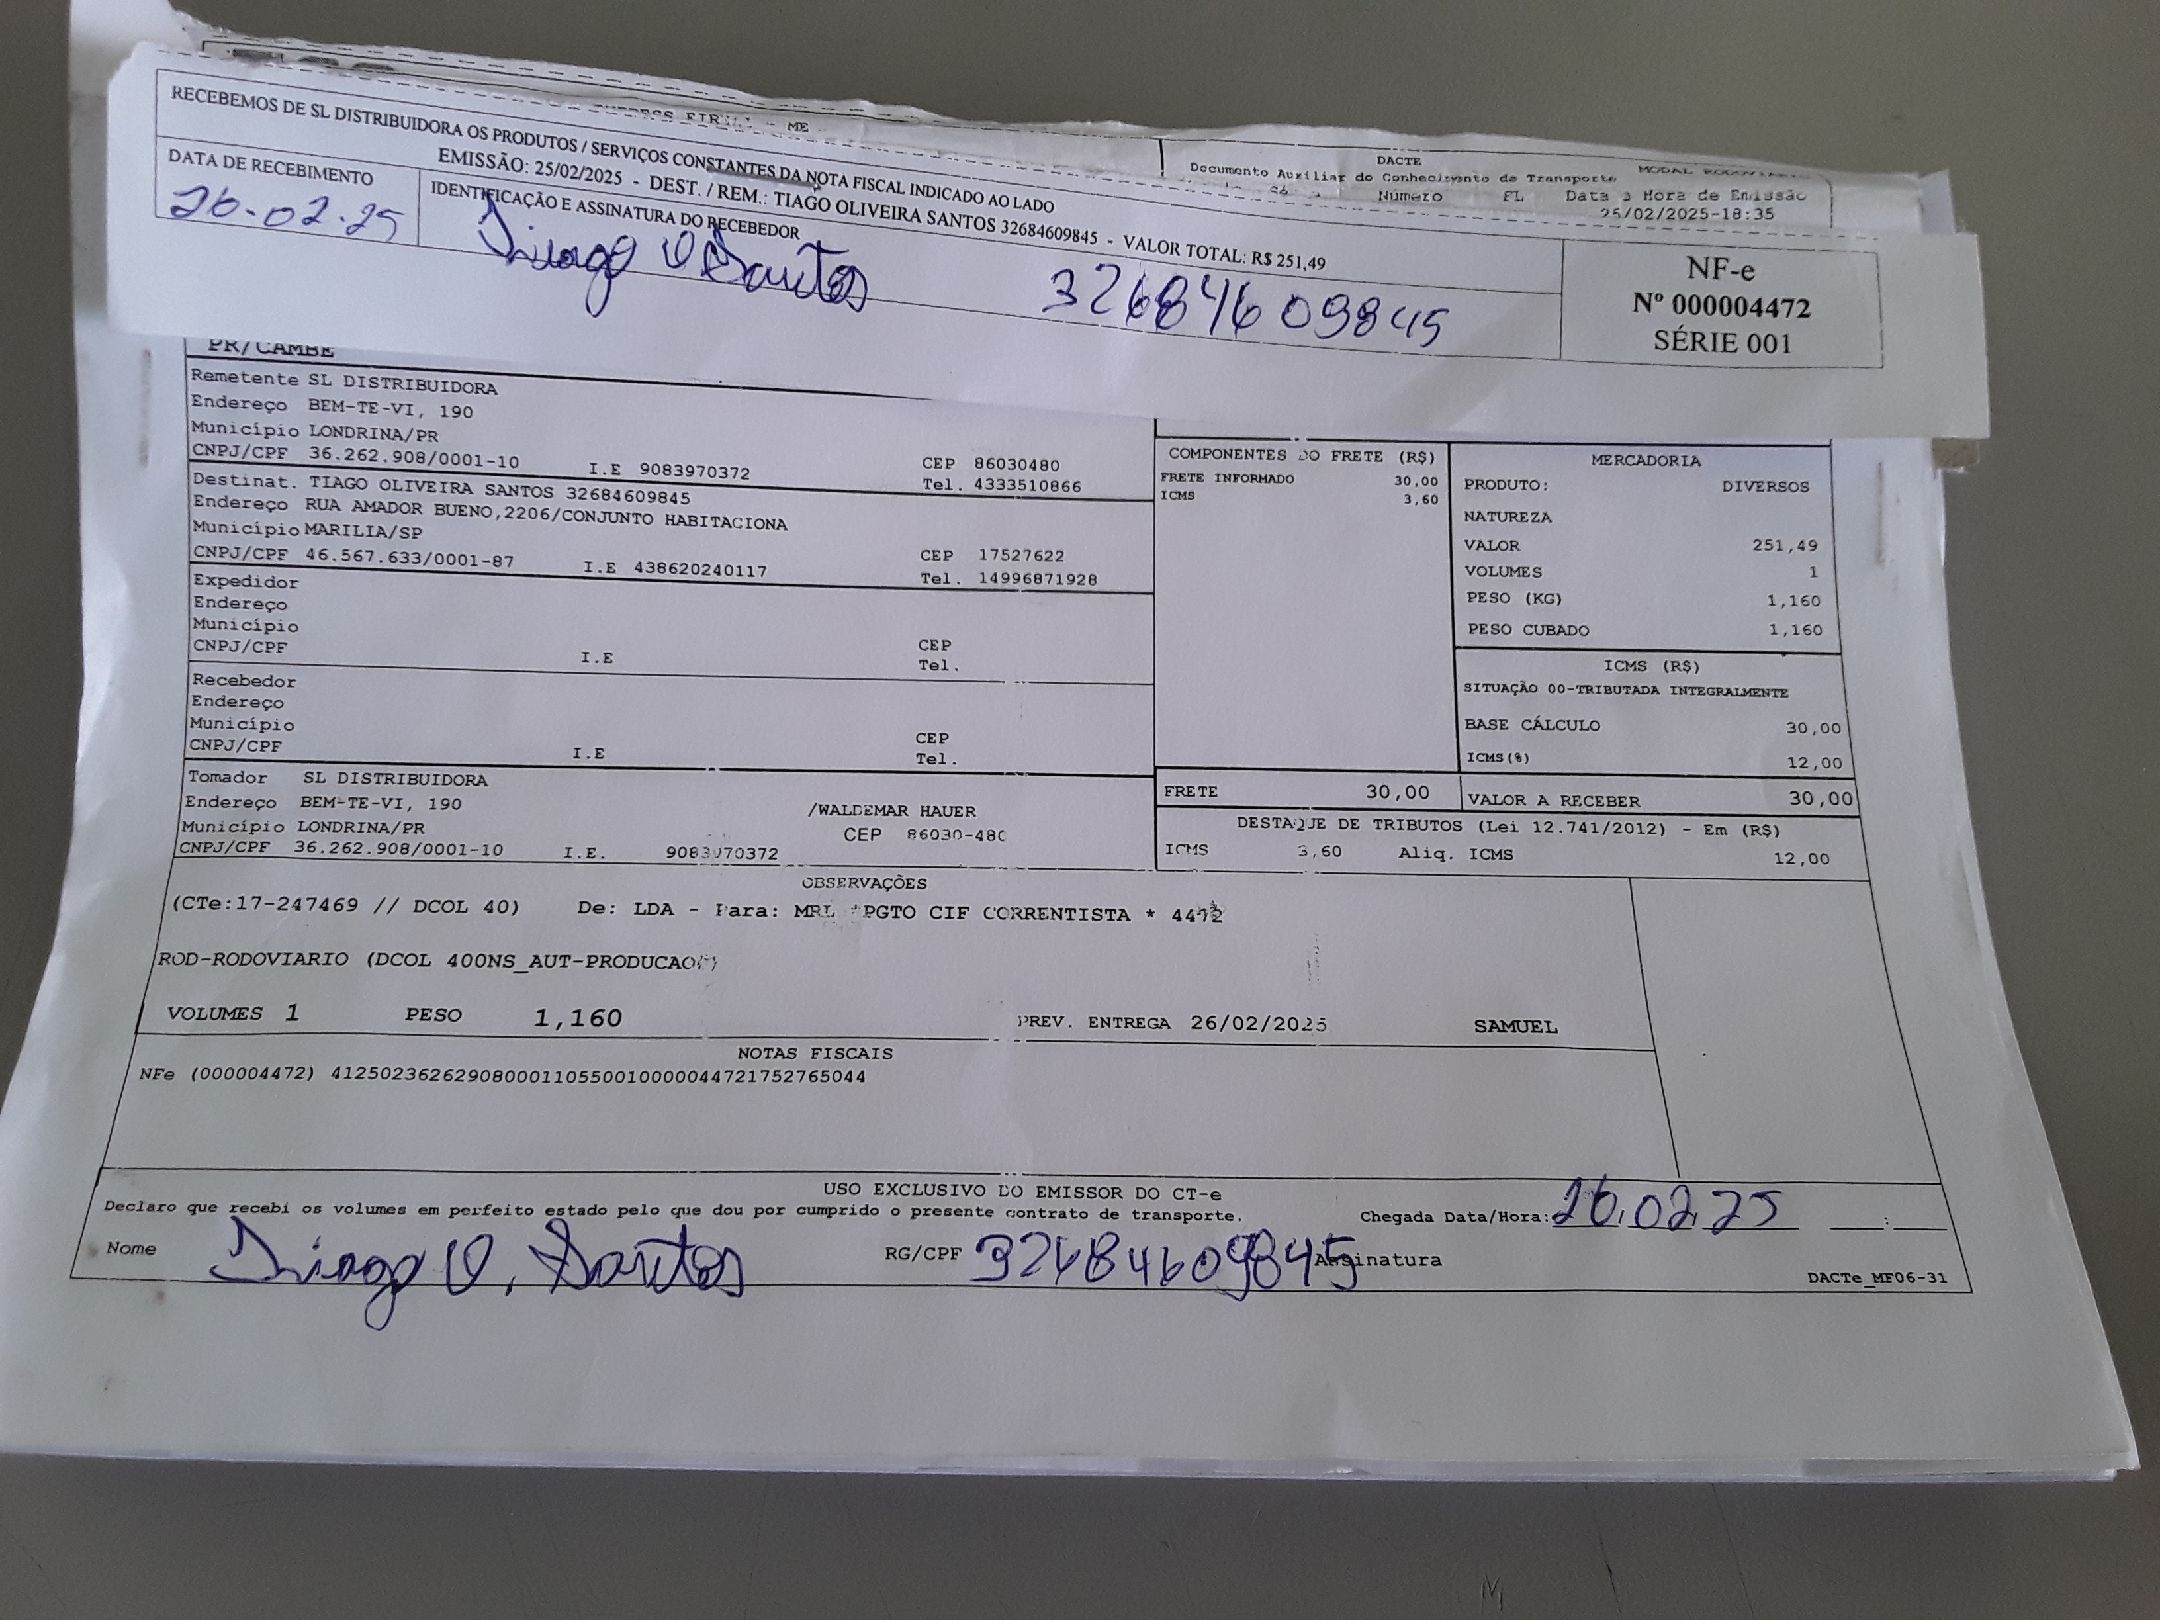 RECEBEMOS DE SL DISTRIBUIDORA OS PRODUTOS / SERVIÇOS CONSTANTES DA NOTA FISCAL INDICADO AO LADO
EMISSÃO: 25/02/2025 - DEST. / REM.: TIAGO OLIVEIRA SANTOS 32684609845 - VALOR TOTAL: R$ 251,49
DATA DE RECEBIMENTO
26.02.25
IDENTIFICAÇÃO E ASSINATURA DO RECEBEDOR
Tiago O Santos 32684609845
NF-e
Nº 000004472
SÉRIE 001
ME
DACTE
Documento Auxiliar do Conhecimento de Transporte
MODAL
Número FL Data e Hora de Emissão
25/02/2025-18:35
PR/CAMBE
Remetente SL DISTRIBUIDORA
Endereço BEM-TE-VI, 190
Município LONDRINA/PR
CNPJ/CPF 36.262.908/0001-10 I.E 9083970372 CEP 86030480
Tel. 4333510866
Destinat. TIAGO OLIVEIRA SANTOS 32684609845
Endereço RUA AMADOR BUENO,2206/CONJUNTO HABITACIONA
Município MARILIA/SP
CNPJ/CPF 46.567.633/0001-87 I.E 438620240117 CEP 17527622
Tel. 14996871928
Expedidor
Endereço
Município
CNPJ/CPF I.E CEP
Tel.
Recebedor
Endereço
Município
CNPJ/CPF I.E CEP
Tel.
Tomador SL DISTRIBUIDORA
Endereço BEM-TE-VI, 190 /WALDEMAR HAUER
Município LONDRINA/PR CEP 86030-480
CNPJ/CPF 36.262.908/0001-10 I.E. 9083970372
COMPONENTES DO FRETE (R$)
FRETE INFORMADO 30,00
ICMS 3,60
MERCADORIA
PRODUTO: DIVERSOS
NATUREZA
VALOR 251,49
VOLUMES 1
PESO (KG) 1,160
PESO CUBADO 1,160
ICMS (R$)
SITUAÇÃO 00-TRIBUTADA INTEGRALMENTE
BASE CÁLCULO 30,00
ICMS(%) 12,00
FRETE 30,00 VALOR A RECEBER 30,00
DESTAQUE DE TRIBUTOS (Lei 12.741/2012) - Em (R$)
ICMS 3,60 Aliq. ICMS 12,00
OBSERVAÇÕES
(CTe:17-247469 // DCOL 40) De: LDA - Para: MRL *PGTO CIF CORRENTISTA * 4472
ROD-RODOVIARIO (DCOL 400NS_AUT-PRODUCAO)
VOLUMES 1 PESO 1,160 PREV. ENTREGA 26/02/2025 SAMUEL
NOTAS FISCAIS
NFe (000004472) 41250236262908000110550010000044721752765044
USO EXCLUSIVO DO EMISSOR DO CT-e
Declaro que recebi os volumes em perfeito estado pelo que dou por cumprido o presente contrato de transporte.
Chegada Data/Hora: 26.02.25 __:__
Nome Tiago O. Santos RG/CPF 32684609845 Assinatura
DACTe_MF06-31